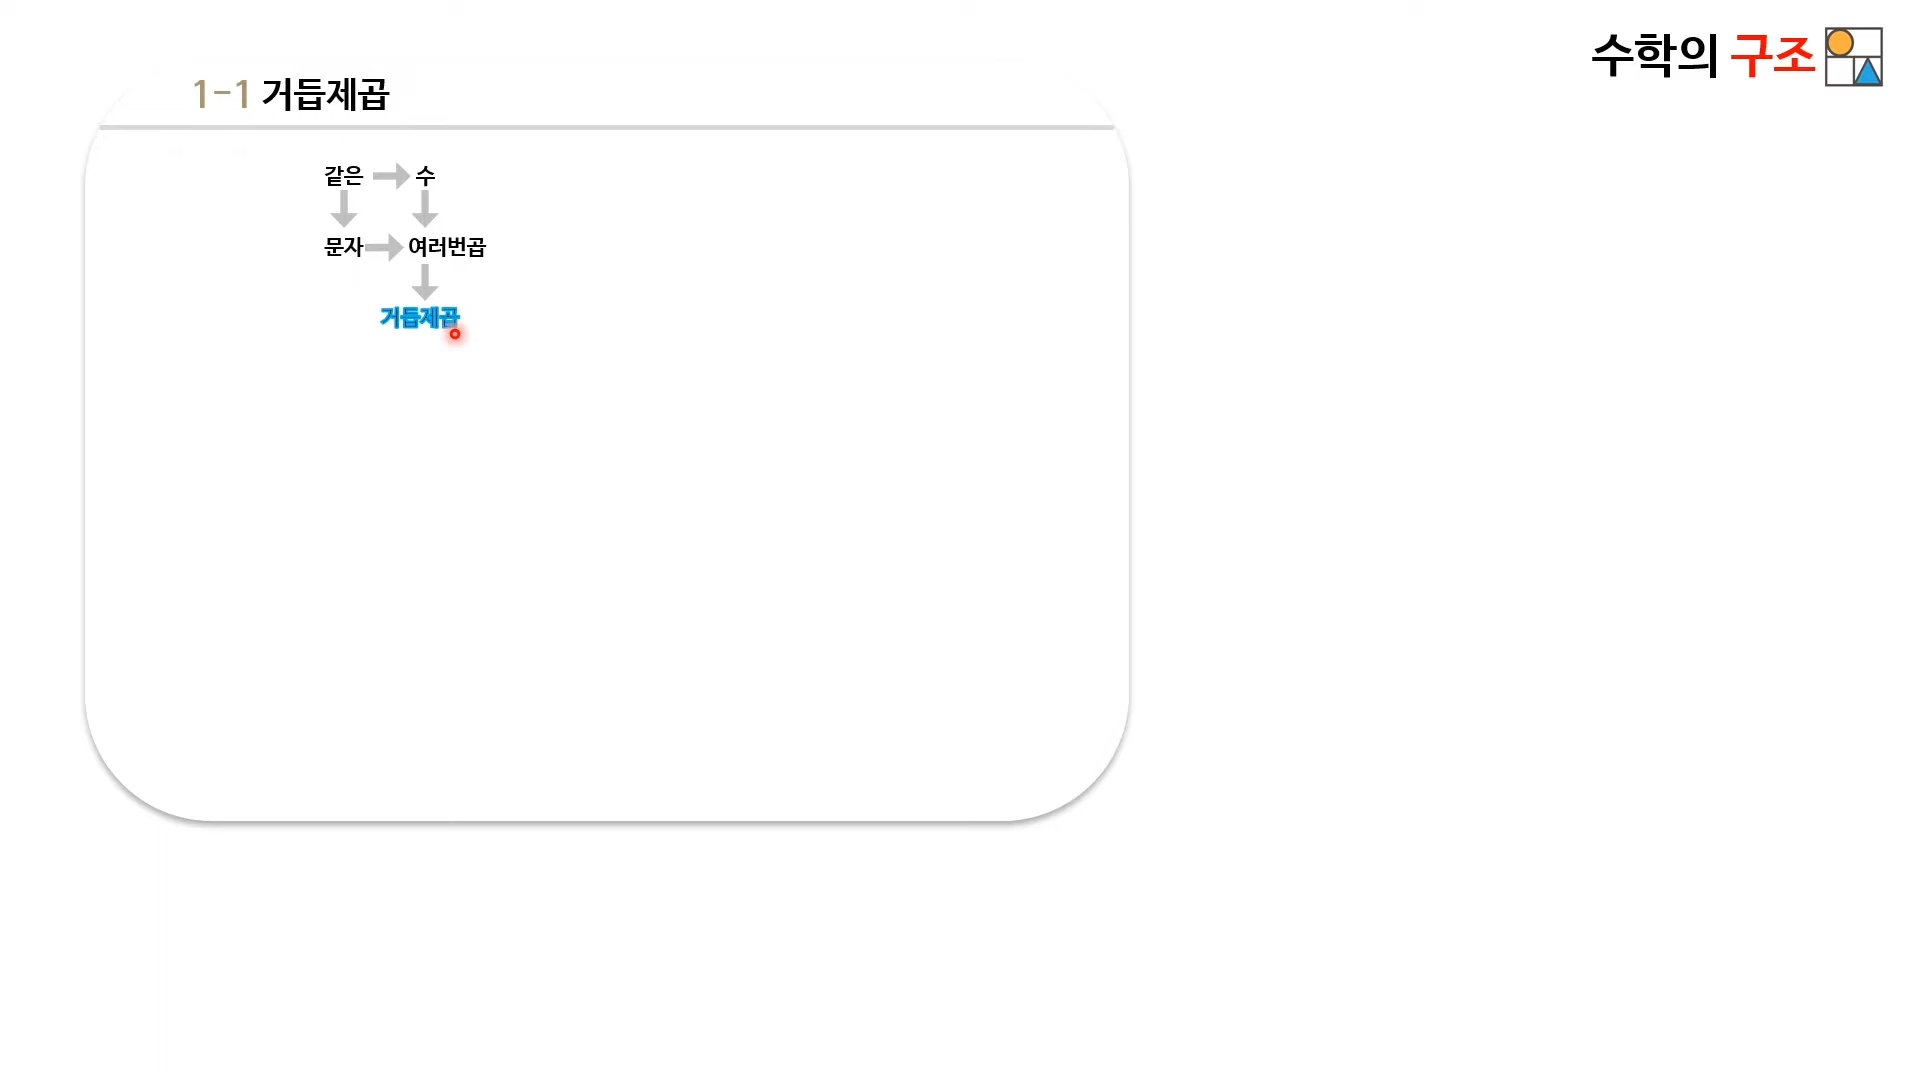 수학의 구조
1-1 거듭제곱
같은 수
문자 여러번곱
거듭제곱